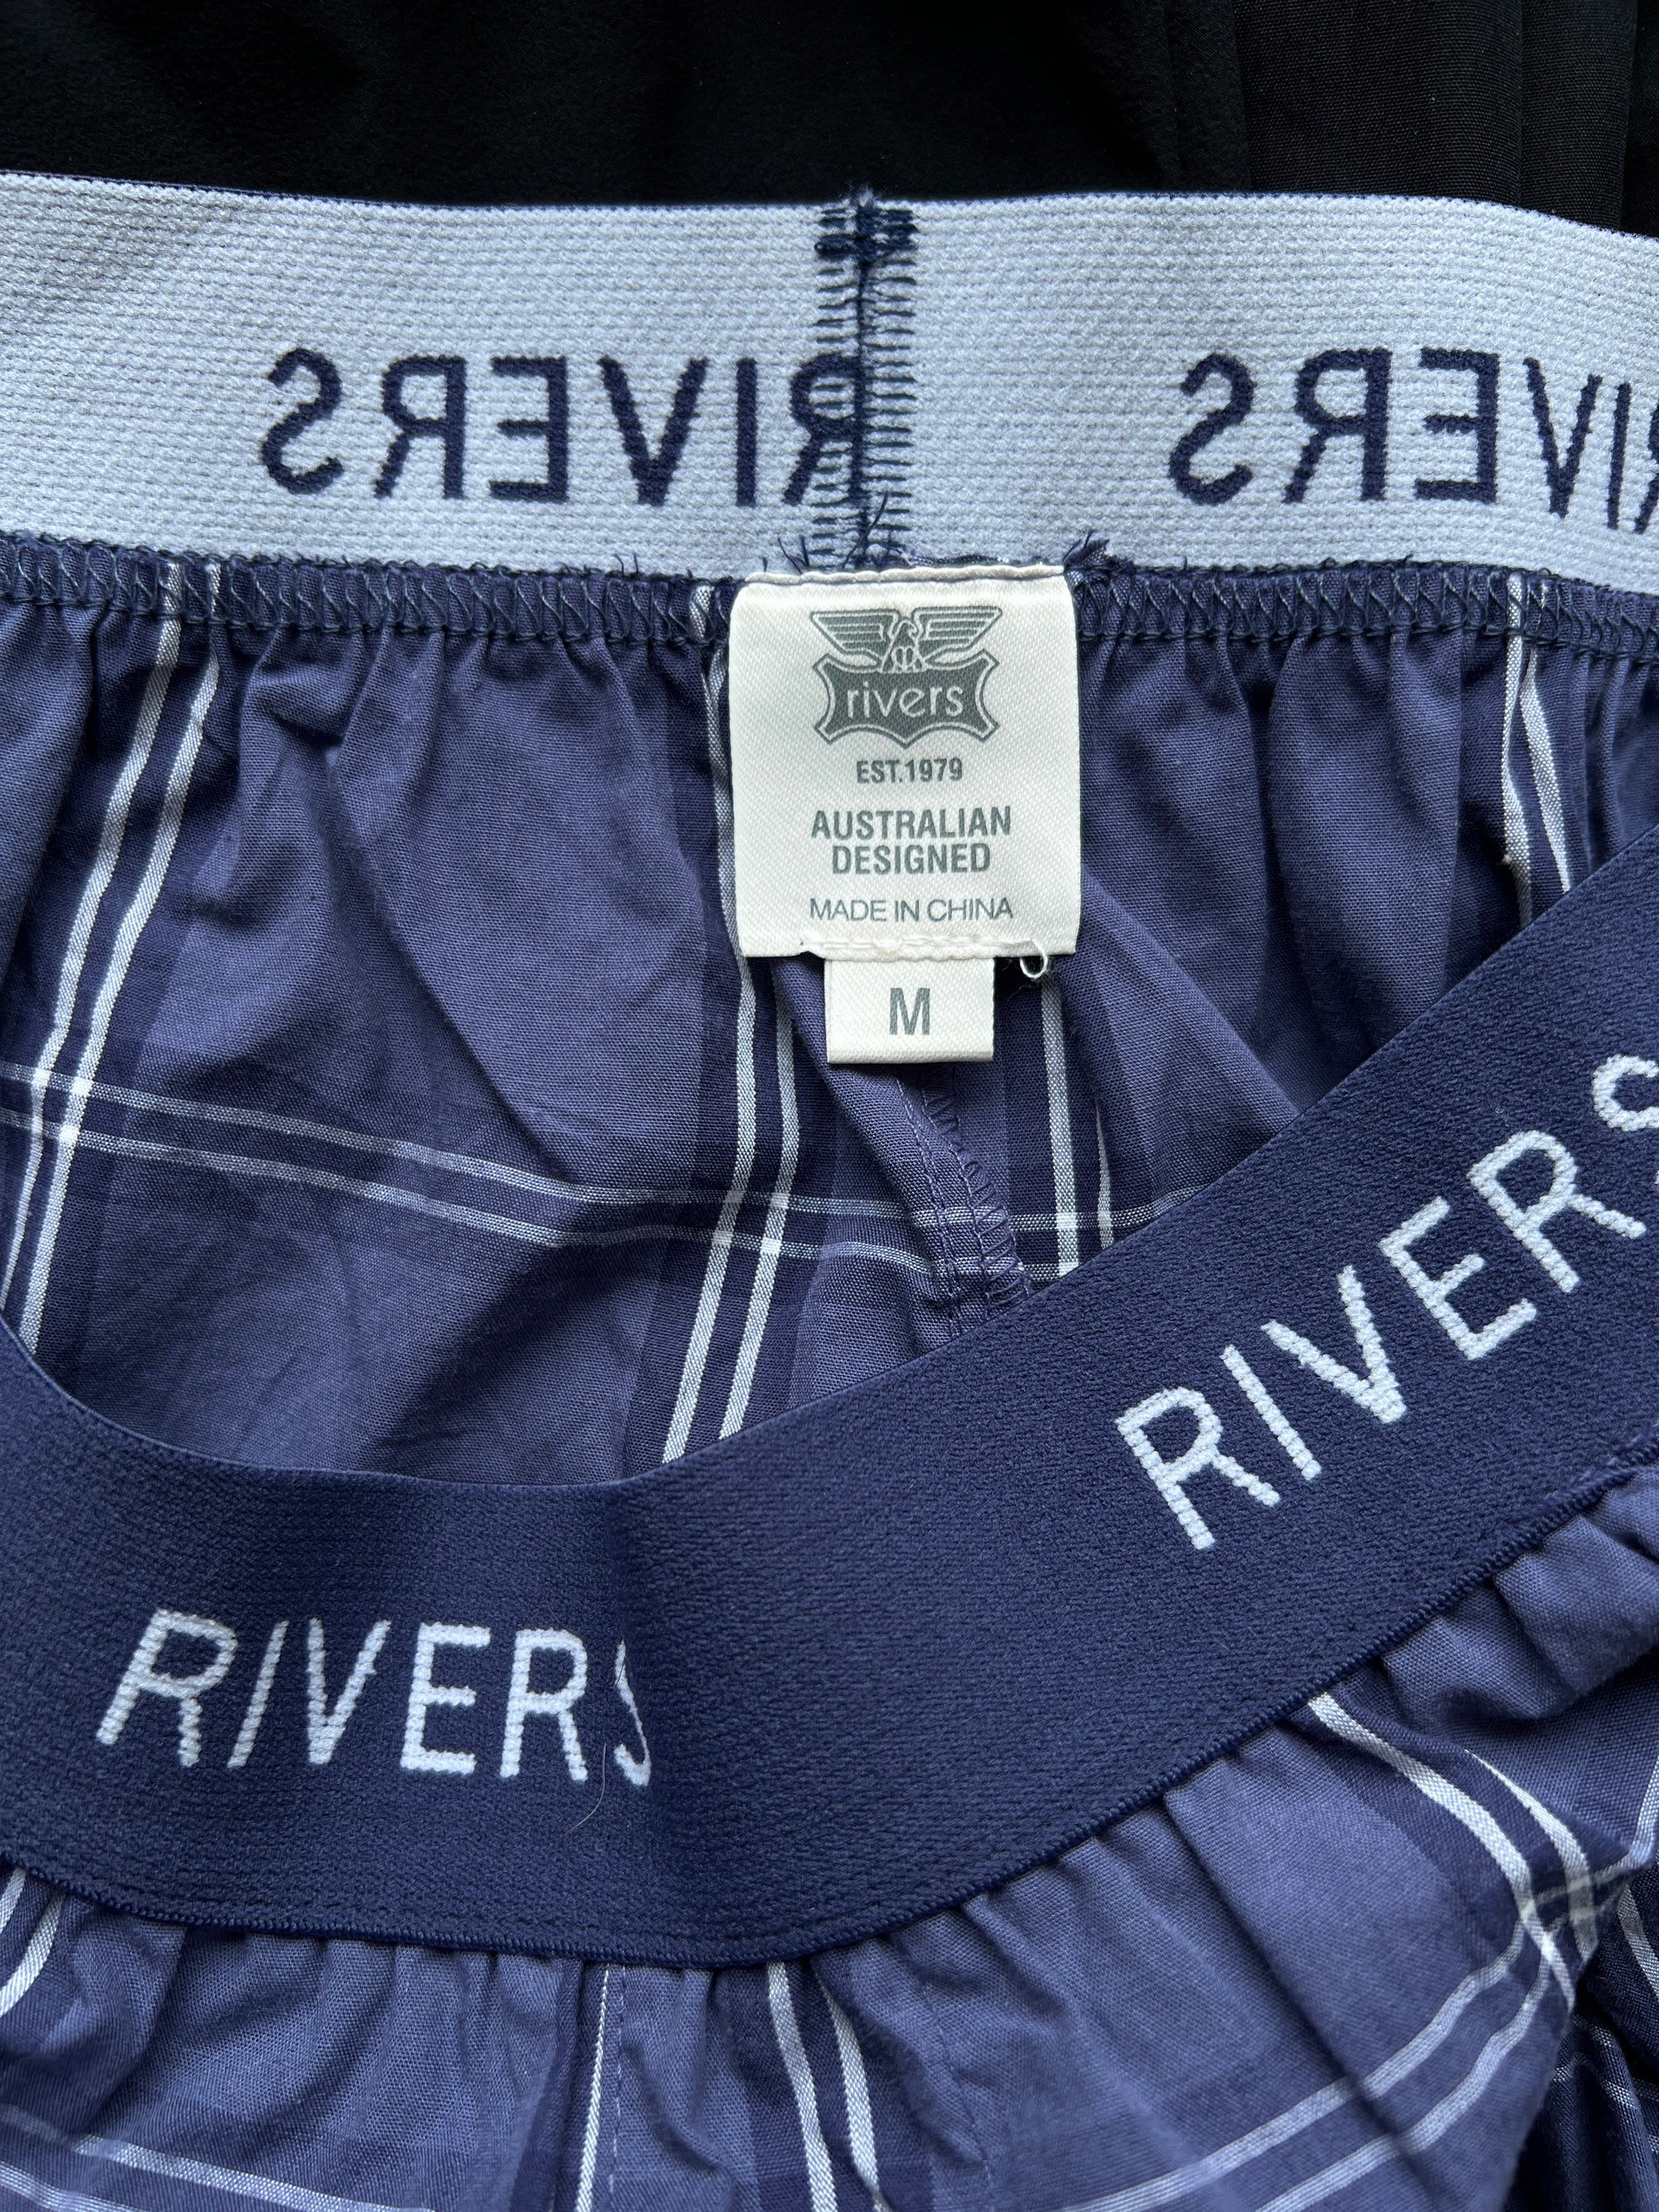 RIVERS RIVERS
rivers
EST.1979
AUSTRALIAN
DESIGNED
MADE IN CHINA
M
RIVERS
RIVERS